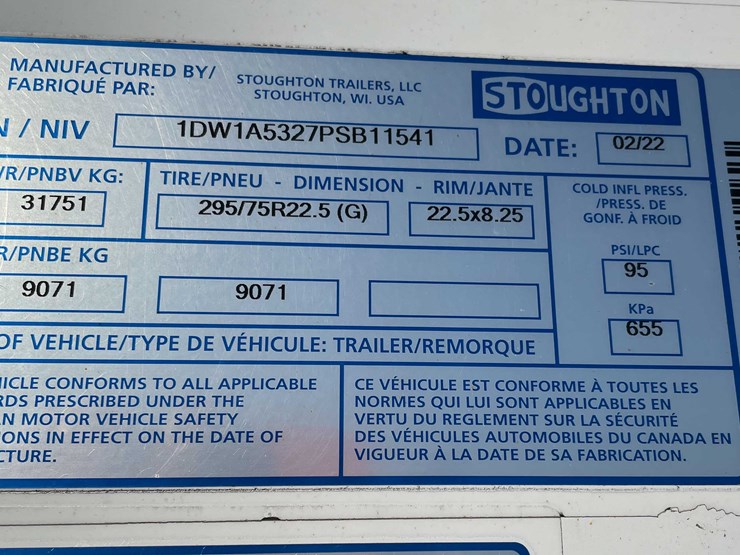 MANUFACTURED BY/
FABRIQUÉ PAR:
STOUGHTON TRAILERS, LLC
STOUGHTON, WI. USA
STOUGHTON
/ NIV
1DW1A5327PSB11541
DATE:
02/22
/PNBV KG:
31751
TIRE/PNEU - DIMENSION - RIM/JANTE
295/75R22.5 (G)
22.5x8.25
COLD INFL PRESS.
/PRESS. DE
GONF. À FROID
PSI/LPC
95
KPa
655
/PNBE KG
9071
9071
OF VEHICLE/TYPE DE VÉHICULE: TRAILER/REMORQUE
CONFORMS TO ALL APPLICABLE
PRESCRIBED UNDER THE
MOTOR VEHICLE SAFETY
IN EFFECT ON THE DATE OF
CE VÉHICULE EST CONFORME À TOUTES LES
NORMES QUI LUI SONT APPLICABLES EN
VERTU DU REGLEMENT SUR LA SÉCURITÉ
DES VÉHICULES AUTOMOBILES DU CANADA EN
VIGUEUR À LA DATE DE SA FABRICATION.